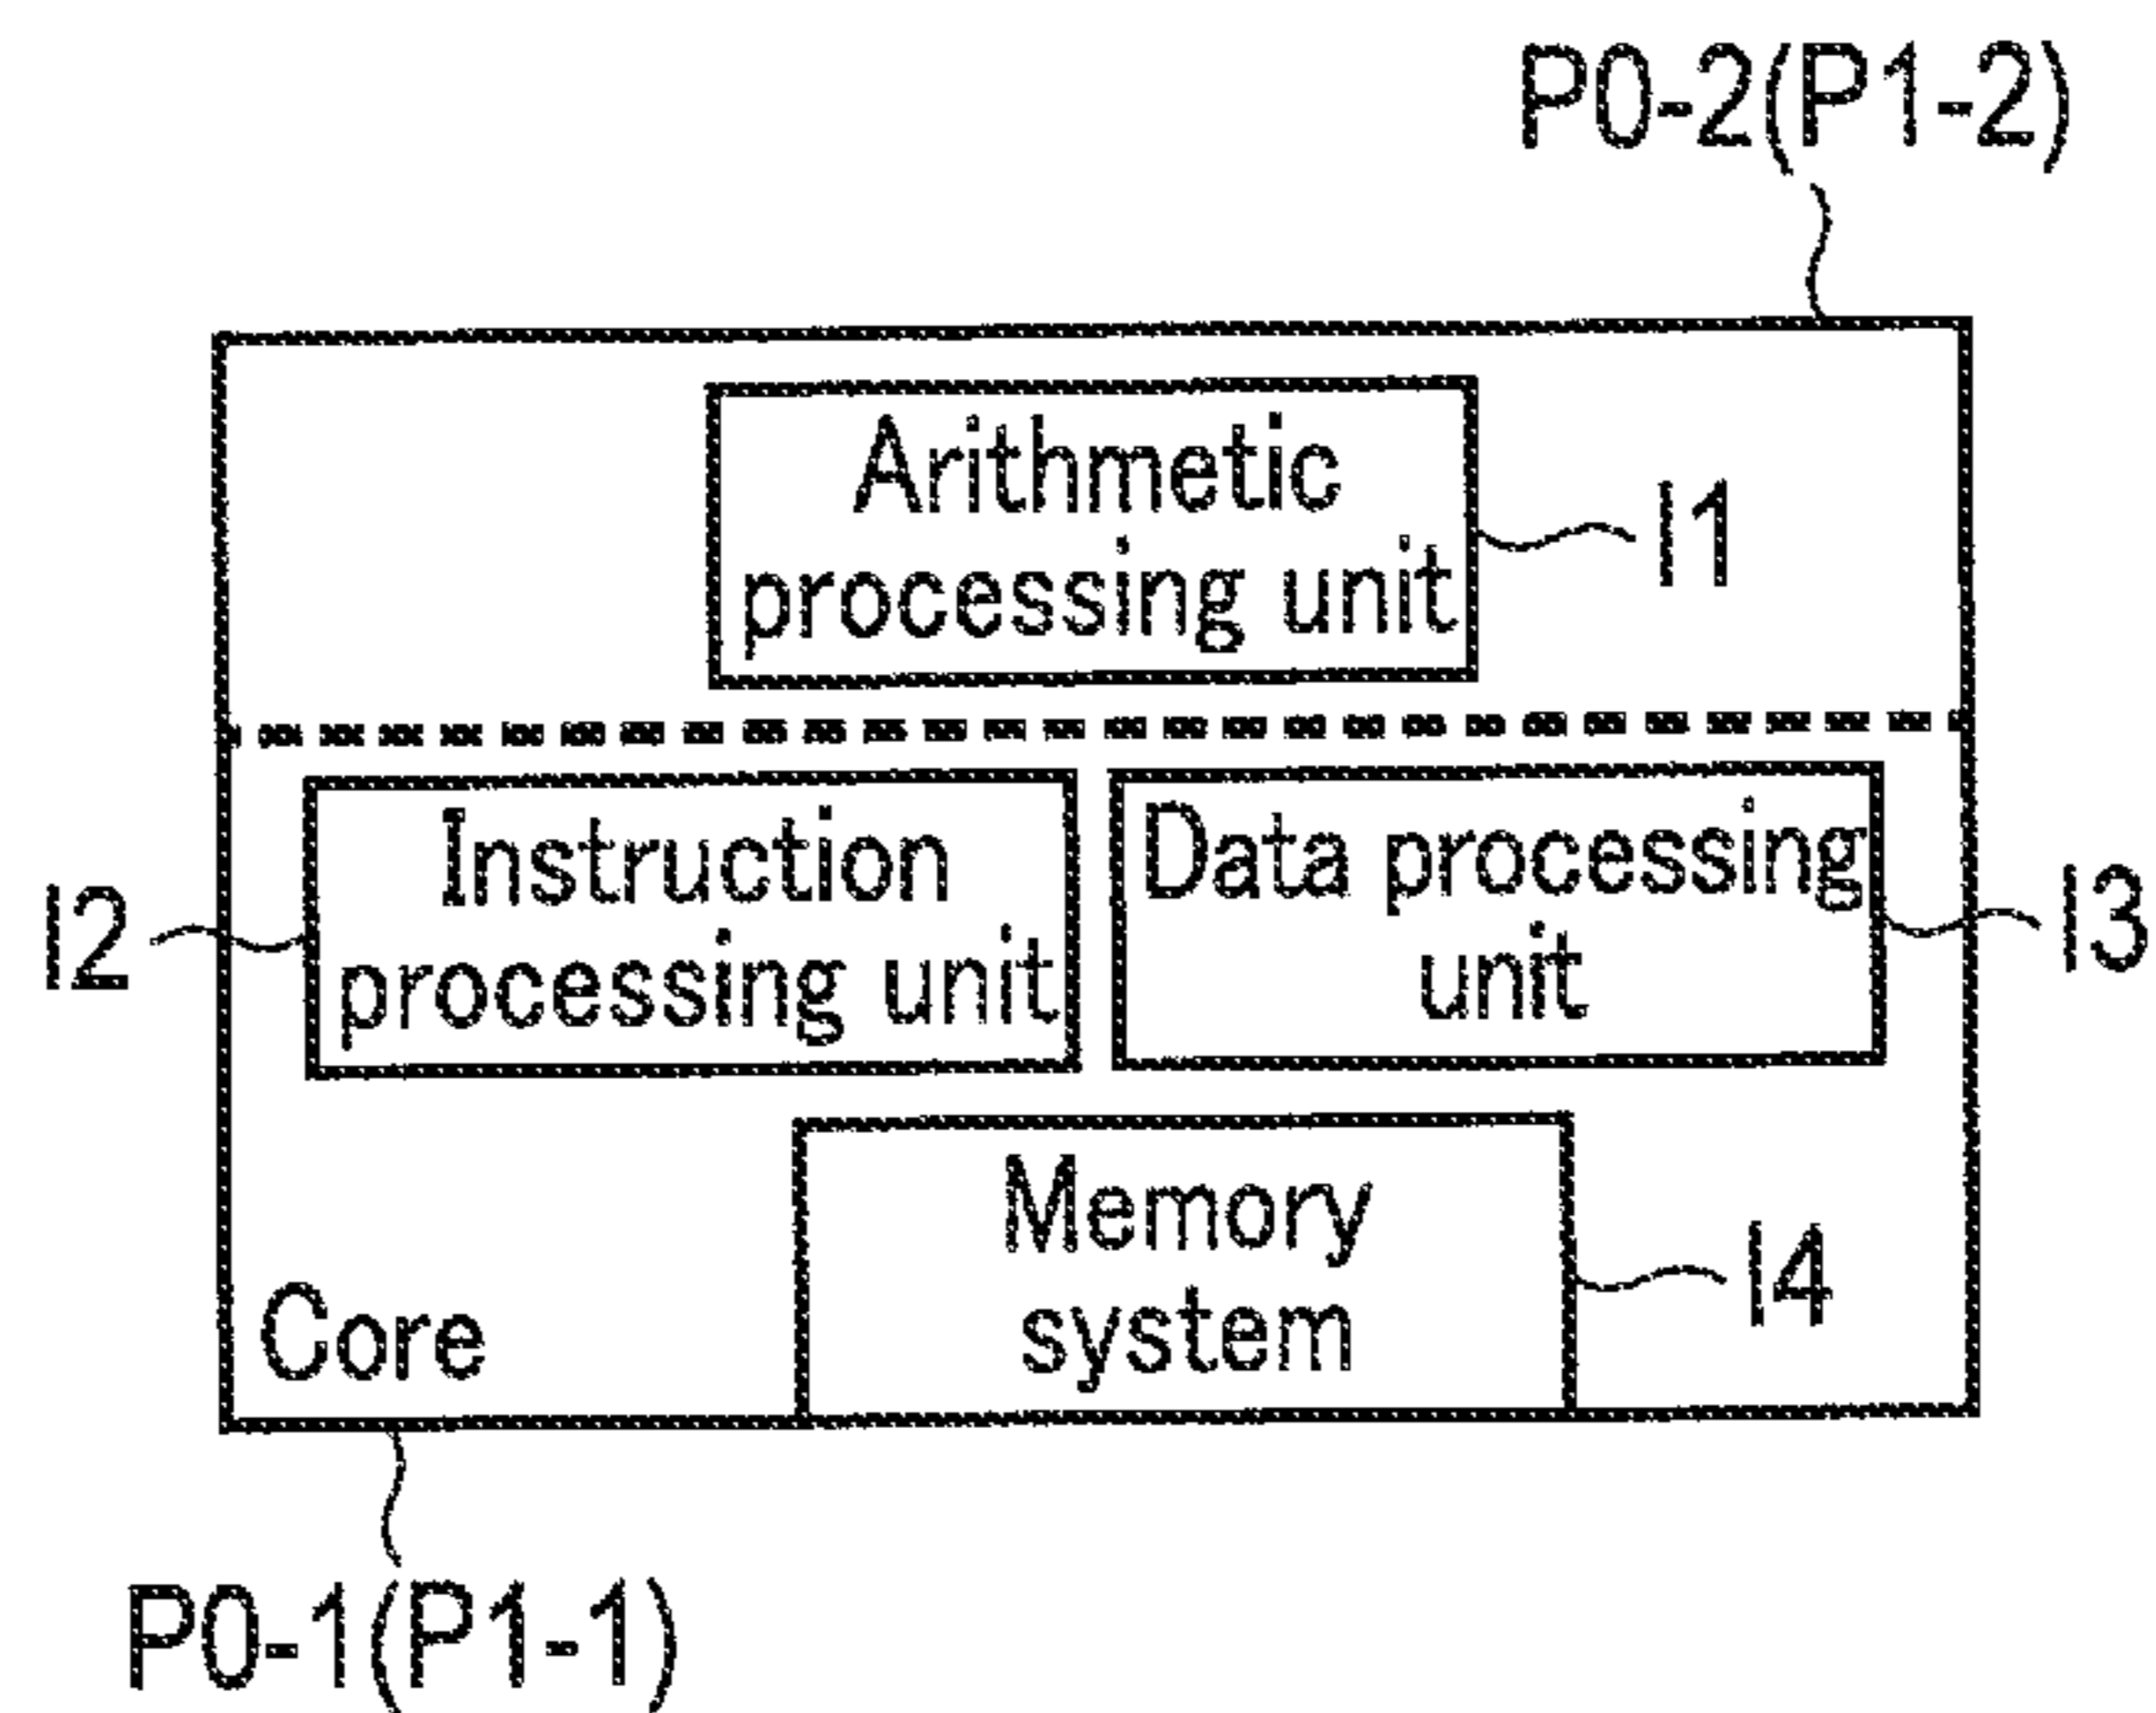 P0-2(P1-2)
Arithmetic
processing unit
I1
Instruction
processing unit
I2
Data processing
unit
I3
Memory
system
I4
Core
P0-1(P1-1)